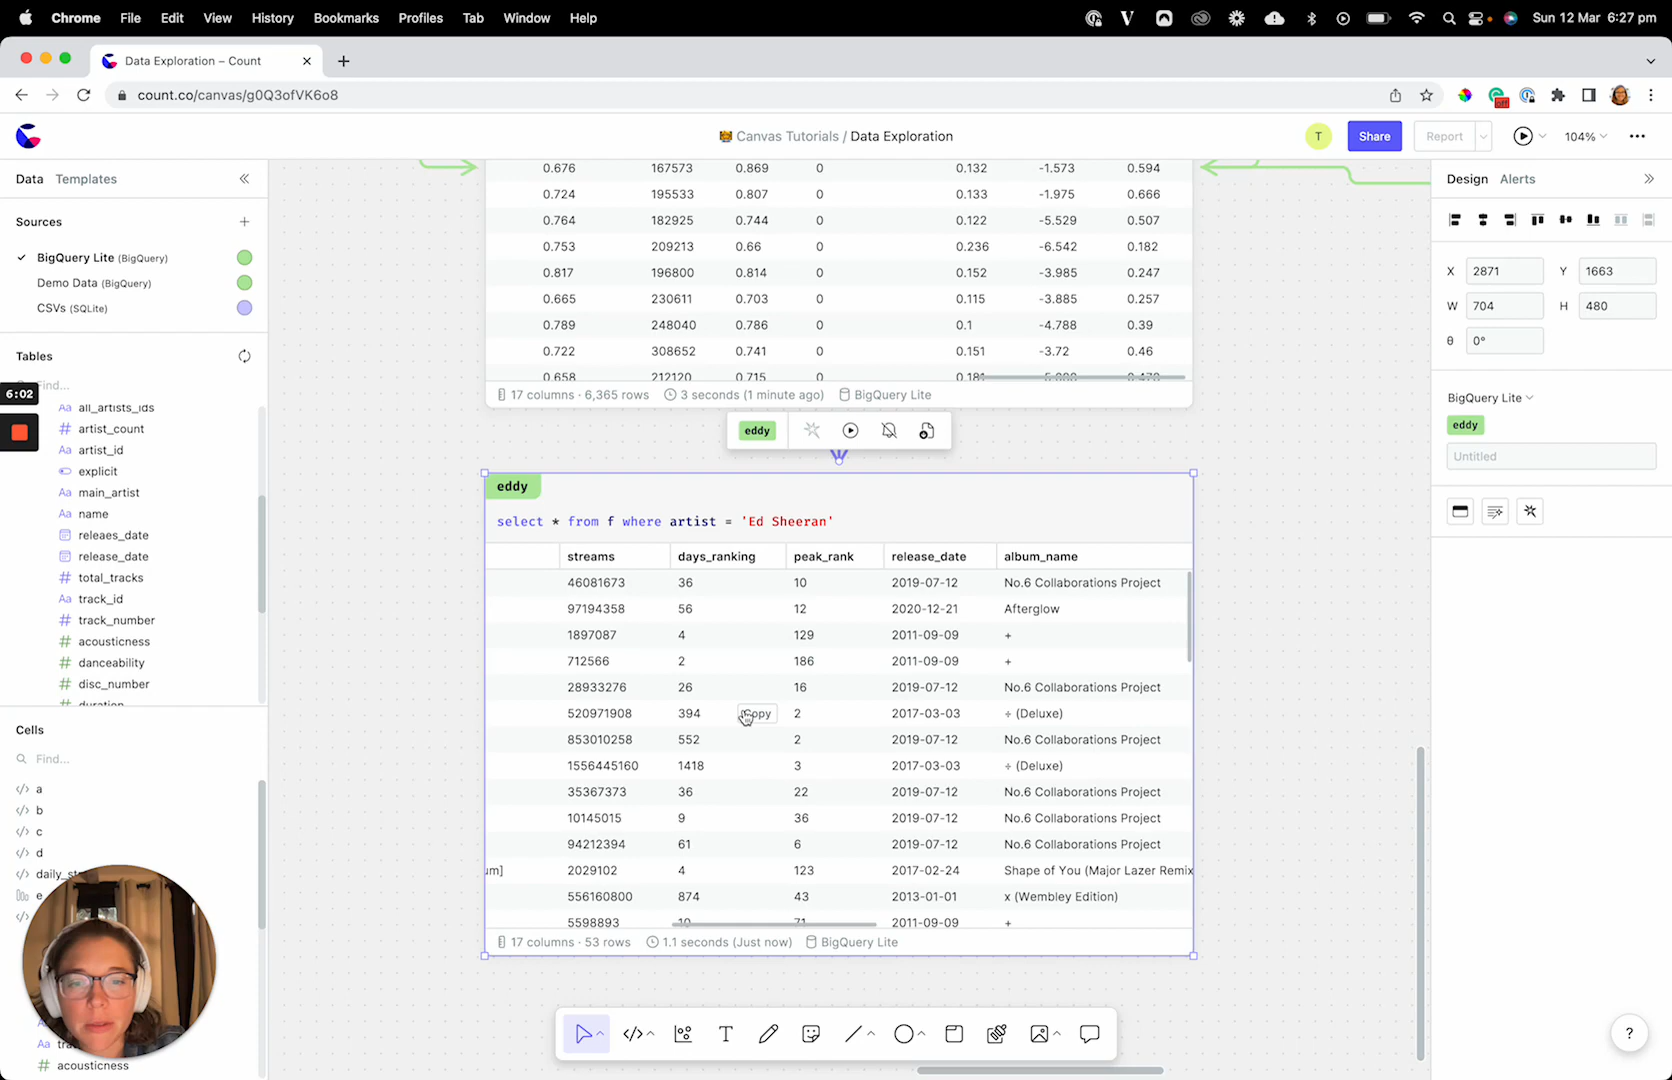 Chrome File Edit View History Bookmarks Profiles Tab Window Help Sun 12 Mar 6:27 pm
Data Exploration – Count
count.co/canvas/g0Q3ofVK6o8
Canvas Tutorials / Data Exploration T Share Report 104%
Data Templates
Sources
BigQuery Lite (BigQuery)
Demo Data (BigQuery)
CSVs (SQLite)
Tables
Find...
6:02
all_artists_ids
artist_count
artist_id
explicit
main_artist
name
releaes_date
release_date
total_tracks
track_id
track_number
acousticness
danceability
disc_number
duration
Cells
Find...
a
b
c
d
e
acousticness
0.676 167573 0.869 0 0.132 -1.573 0.594
0.724 195533 0.807 0 0.133 -1.975 0.666
0.764 182925 0.744 0 0.122 -5.529 0.507
0.753 209213 0.66 0 0.236 -6.542 0.182
0.817 196800 0.814 0 0.152 -3.985 0.247
0.665 230611 0.703 0 0.115 -3.885 0.257
0.789 248040 0.786 0 0.1 -4.788 0.39
0.722 308652 0.741 0 0.151 -3.72 0.46
0.658 212120 0.715 0
17 columns · 6,365 rows 3 seconds (1 minute ago) BigQuery Lite
eddy
eddy
select * from f where artist = 'Ed Sheeran'
streams days_ranking peak_rank release_date album_name
46081673 36 10 2019-07-12 No.6 Collaborations Project
97194358 56 12 2020-12-21 Afterglow
1897087 4 129 2011-09-09 +
712566 2 186 2011-09-09 +
28933276 26 16 2019-07-12 No.6 Collaborations Project
520971908 394 Copy 2 2017-03-03 ÷ (Deluxe)
853010258 552 2 2019-07-12 No.6 Collaborations Project
1556445160 1418 3 2017-03-03 ÷ (Deluxe)
35367373 36 22 2019-07-12 No.6 Collaborations Project
10145015 9 36 2019-07-12 No.6 Collaborations Project
94212394 61 6 2019-07-12 No.6 Collaborations Project
2029102 4 123 2017-02-24 Shape of You (Major Lazer Remix
556160800 874 43 2013-01-01 x (Wembley Edition)
5598893 10 71 2011-09-09 +
17 columns · 53 rows 1.1 seconds (Just now) BigQuery Lite
Design Alerts
X 2871 Y 1663
W 704 H 480
θ 0°
BigQuery Lite
eddy
Untitled
?